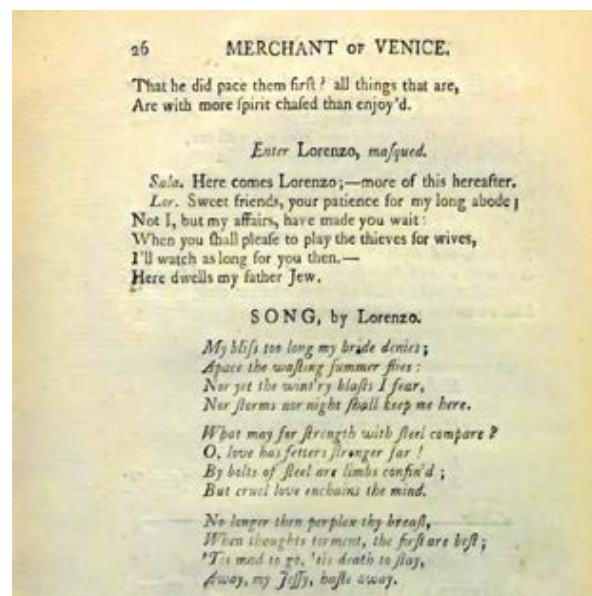 26 MERCHANT OF VENICE.
That he did pace them firſt? all things that are,
Are with more ſpirit chaſed than enjoy'd.
Enter Lorenzo, maſqued.
Sala. Here comes Lorenzo;—more of this hereafter.
Lor. Sweet friends, your patience for my long abode;
Not I, but my affairs, have made you wait:
When you ſhall pleaſe to play the thieves for wives,
I'll watch as long for you then.—
Here dwells my father Jew.
SONG, by Lorenzo.
My bliſs too long my bride denies;
Apace the waſting ſummer flies:
Nor yet the wint'ry blaſts I fear,
Nor ſtorms nor night ſhall keep me here.
What may for ſtrength with ſteel compare?
O, love has fetters ſtronger far!
By bolts of ſteel are limbs confin'd;
But cruel love enchains the mind.
No longer then perplex thy breaſt,
When thoughts torment, the firſt are beſt;
'Tis mad to go, 'tis death to ſtay,
Away, my Jeſſy, haſte away.